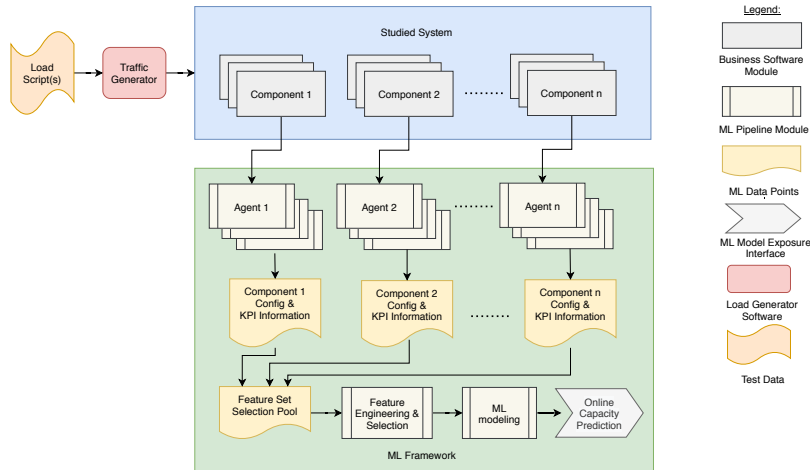 Studied System
Load
Script(s)
Traffic
Generator
Component 1
Component 2
Component n
Agent 1
Agent 2
Agent n
Component 1
Config &
KPI Information
Component 2
Config &
KPI Information
Component n
Config &
KPI Information
Feature Set
Selection Pool
Feature
Engineering &
Selection
ML
modeling
Online
Capacity
Prediction
ML Framework
Legend:
Business Software
Module
ML Pipeline Module
ML Data Points
ML Model Exposure
Interface
Load Generator
Software
Test Data